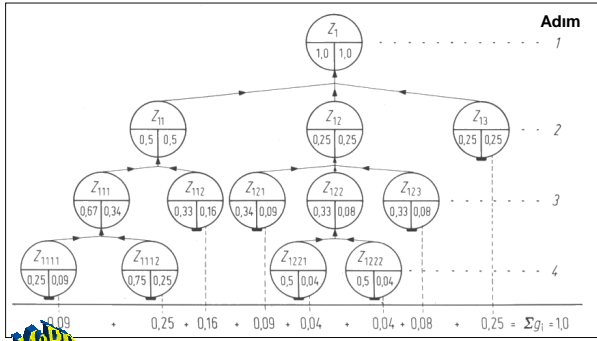 Adım
Z1
1,0 1,0
1
Z11
0,5 0,5
Z12
0,25 0,25
Z13
0,25 0,25
2
Z111
0,67 0,34
Z112
0,33 0,16
Z121
0,34 0,09
Z122
0,33 0,08
Z123
0,33 0,08
3
Z1111
0,25 0,09
Z1112
0,75 0,25
Z1221
0,5 0,04
Z1222
0,5 0,04
4
0,09 + 0,25 + 0,16 + 0,09 + 0,04 + 0,04 + 0,08 + 0,25 = Σgi = 1,0